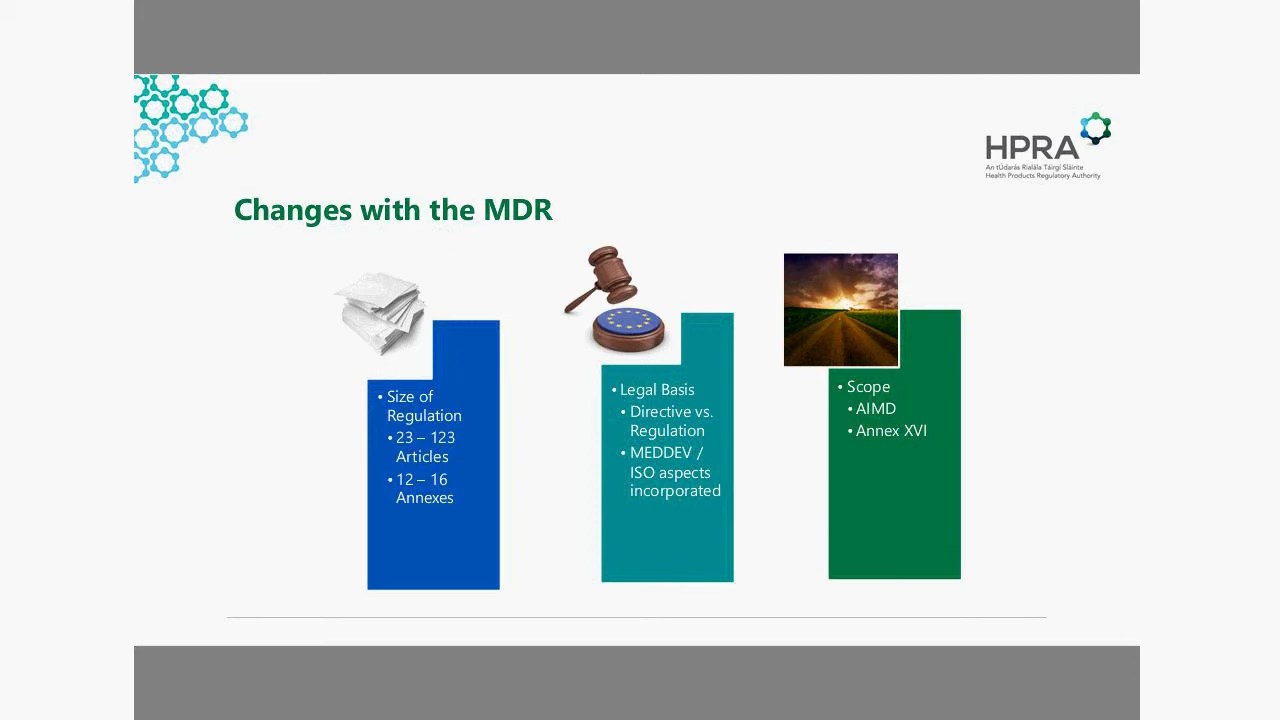 HPRA
An tÚdarás Rialála Táirgí Sláinte
Health Products Regulatory Authority
Changes with the MDR
• Size of
Regulation
• 23 – 123
Articles
• 12 – 16
Annexes
• Legal Basis
• Directive vs.
Regulation
• MEDDEV /
ISO aspects
incorporated
• Scope
• AIMD
• Annex XVI